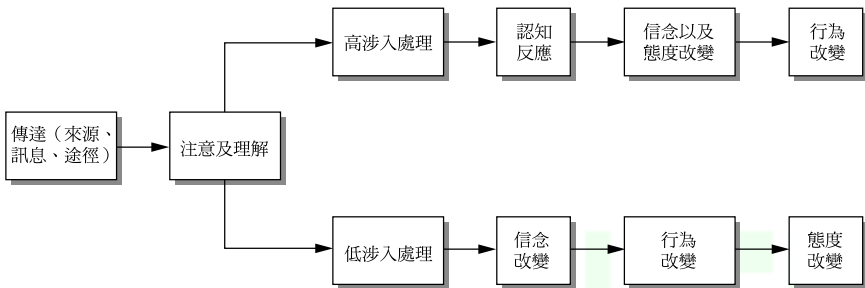 傳達（來源、
訊息、途徑）
注意及理解
高涉入處理
認知
反應
信念以及
態度改變
行為
改變
低涉入處理
信念
改變
行為
改變
態度
改變